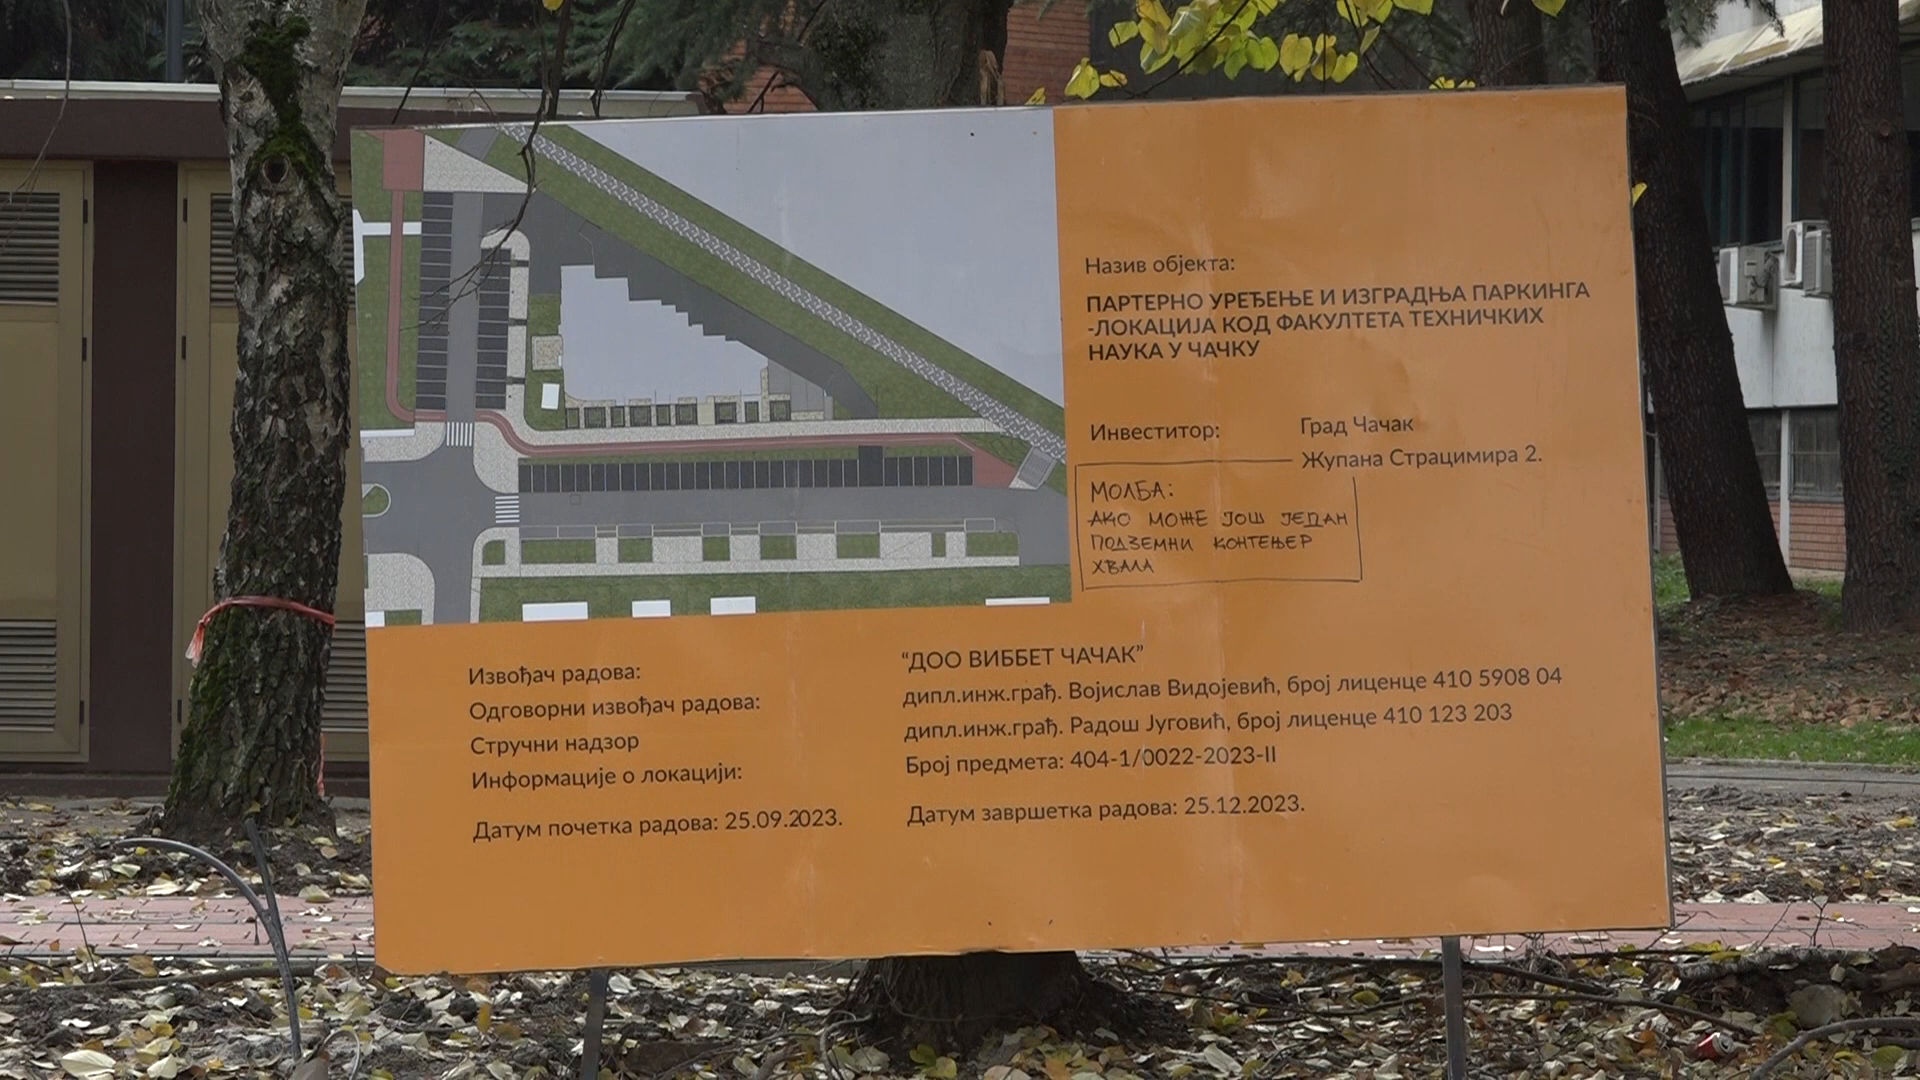 Назив објекта:
ПАРТЕРНО УРЕЂЕЊЕ И ИЗГРАДЊА ПАРКИНГА
-ЛОКАЦИЈА КОД ФАКУЛТЕТА ТЕХНИЧКИХ
НАУКА У ЧАЧКУ
Инвеститор: Град Чачак
Жупана Страцимира 2.
МОЛБА:
АКО МОЖЕ ЈОШ ЈЕДАН
ПОДЗЕМНИ КОНТЕЊЕР
ХВАЛА
Извођач радова: “ДОО ВИББЕТ ЧАЧАК”
Одговорни извођач радова: дипл.инж.грађ. Војислав Видојевић, број лиценце 410 5908 04
Стручни надзор дипл.инж.грађ. Радош Југовић, број лиценце 410 123 203
Информације о локацији: Број предмета: 404-1/0022-2023-II
Датум почетка радова: 25.09.2023. Датум завршетка радова: 25.12.2023.